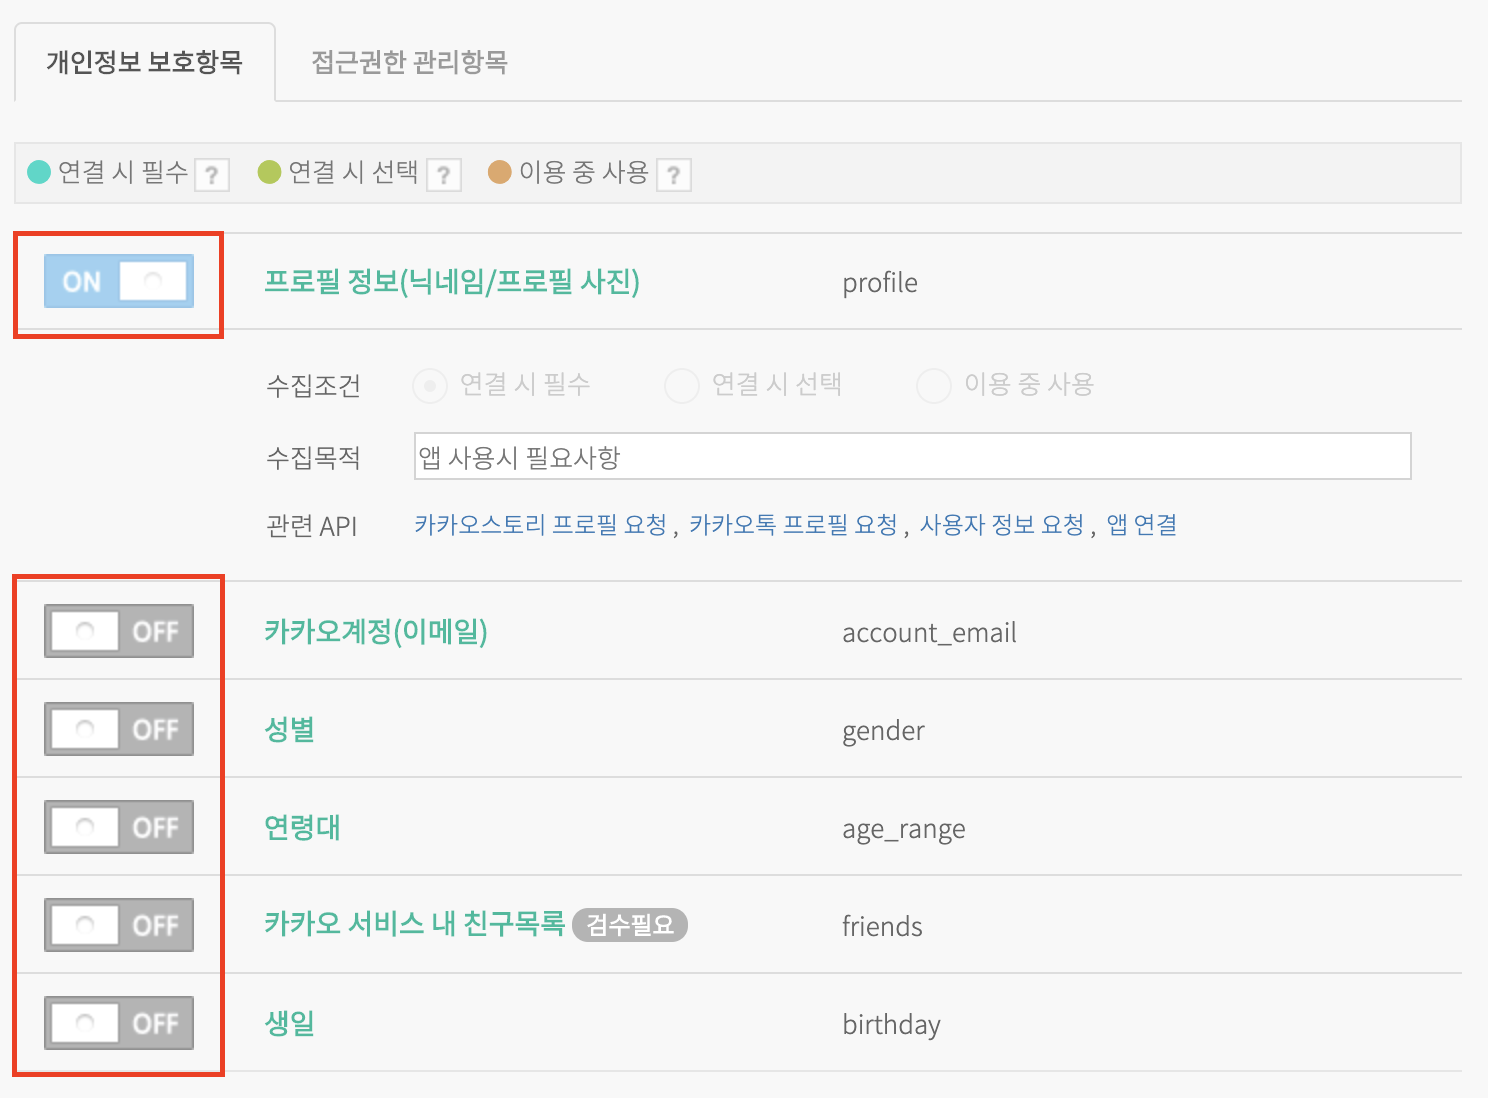 개인정보 보호항목 접근권한 관리항목
연결 시 필수 ? 연결 시 선택 ? 이용 중 사용 ?
ON 프로필 정보(닉네임/프로필 사진) profile
수집조건 연결 시 필수 연결 시 선택 이용 중 사용
수집목적 앱 사용시 필요사항
관련 API 카카오스토리 프로필 요청 , 카카오톡 프로필 요청 , 사용자 정보 요청 , 앱 연결
OFF 카카오계정(이메일) account_email
OFF 성별 gender
OFF 연령대 age_range
OFF 카카오 서비스 내 친구목록 검수필요 friends
OFF 생일 birthday